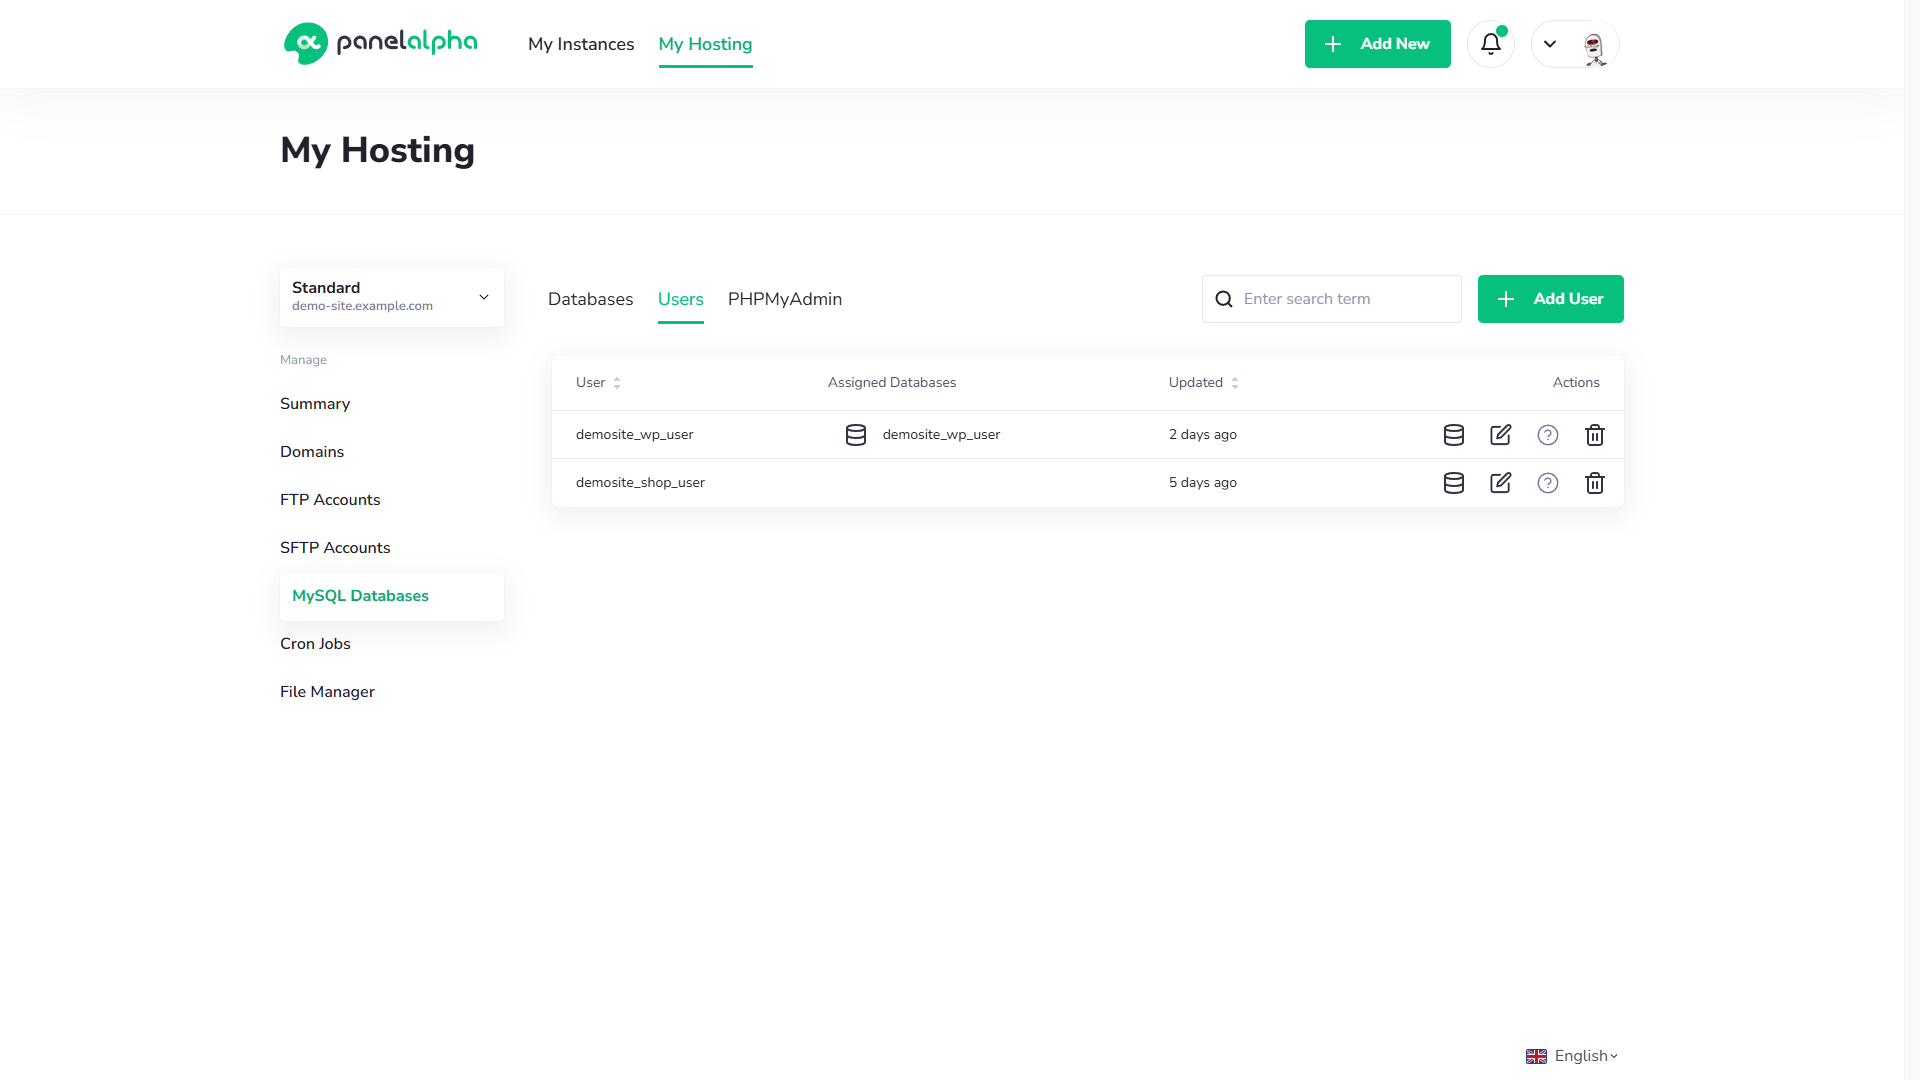 panelalpha
My Instances
My Hosting
Add New
My Hosting
Standard
demo-site.example.com
Manage
Summary
Domains
FTP Accounts
SFTP Accounts
MySQL Databases
Cron Jobs
File Manager
Databases
Users
PHPMyAdmin
Enter search term
Add User
User
Assigned Databases
Updated
Actions
demosite_wp_user
demosite_wp_user
2 days ago
demosite_shop_user
5 days ago
English